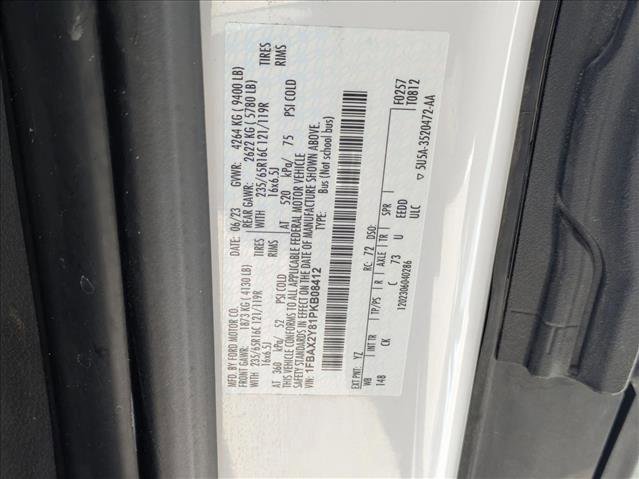 MFD. BY FORD MOTOR CO.
DATE: 06/23 GVWR: 4264 KG ( 9400 LB)
FRONT GAWR: 1873 KG ( 4130 LB) REAR GAWR: 2622 KG ( 5780 LB)
WITH 235/65R16C 121/119R TIRES WITH 235/65R16C 121/119R TIRES
16x6.5J RIMS 16x6.5J RIMS
AT 360 kPa/ 52 PSI COLD AT 520 kPa/ 75 PSI COLD
THIS VEHICLE CONFORMS TO ALL APPLICABLE FEDERAL MOTOR VEHICLE
SAFETY STANDARDS IN EFFECT ON THE DATE OF MANUFACTURE SHOWN ABOVE.
VIN: 1FBAX2Y81PKB08412 TYPE: Bus (Not school bus)
EXT PNT: YZ RC: 72 DSO: F0257
WB INT TR TP/PS R AXLE TR SPR T0812
148 CK C 73 U EEDD
1202306040286 ULC
5U5A-3520472-AA